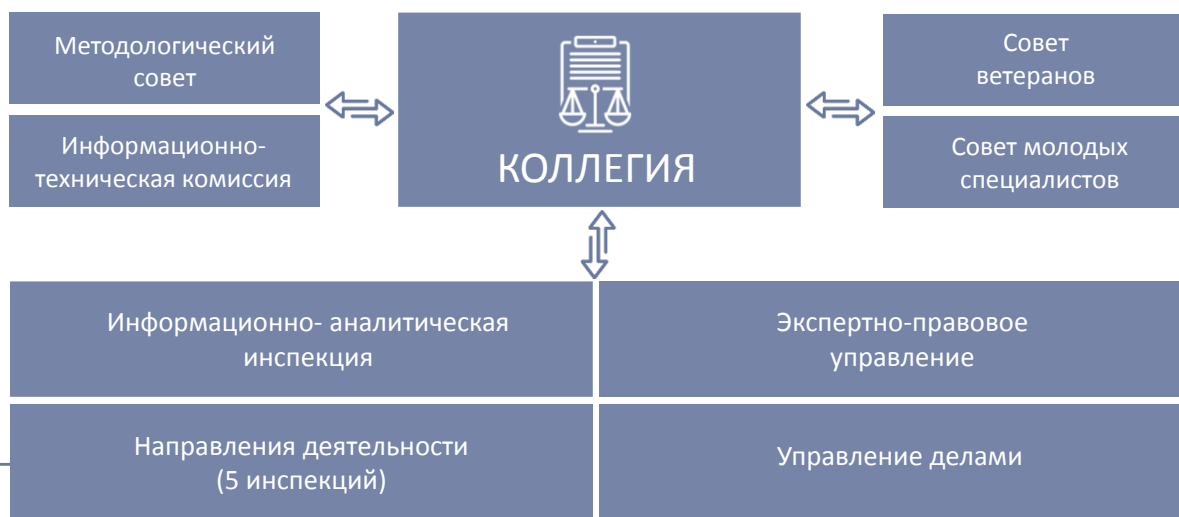 Методологический
совет
Информационно-
техническая комиссия
КОЛЛЕГИЯ
Совет
ветеранов
Совет молодых
специалистов
Информационно- аналитическая
инспекция
Экспертно-правовое
управление
Направления деятельности
(5 инспекций)
Управление делами